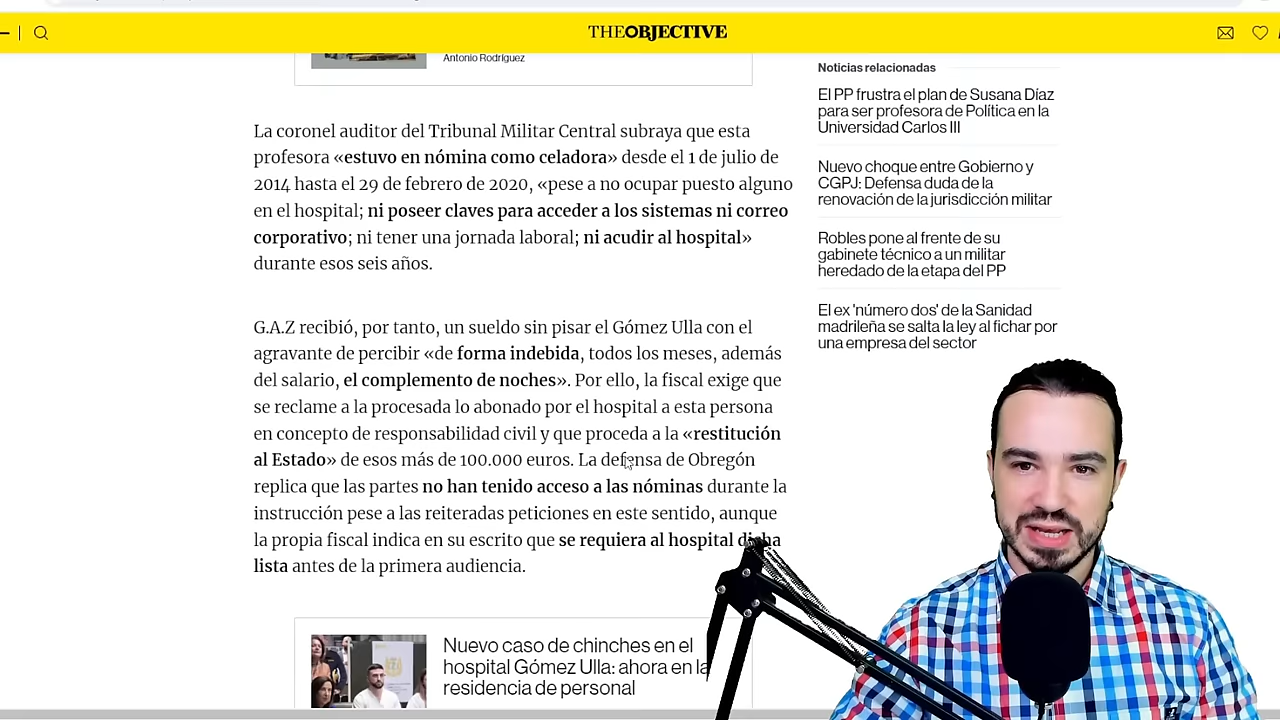 THEOBJECTIVE
Antonio Rodríguez
La coronel auditor del Tribunal Militar Central subraya que esta
profesora «estuvo en nómina como celadora» desde el 1 de julio de
2014 hasta el 29 de febrero de 2020, «pese a no ocupar puesto alguno
en el hospital; ni poseer claves para acceder a los sistemas ni correo
corporativo; ni tener una jornada laboral; ni acudir al hospital»
durante esos seis años.
G.A.Z recibió, por tanto, un sueldo sin pisar el Gómez Ulla con el
agravante de percibir «de forma indebida, todos los meses, además
del salario, el complemento de noches». Por ello, la fiscal exige que
se reclame a la procesada lo abonado por el hospital a esta persona
en concepto de responsabilidad civil y que proceda a la «restitución
al Estado» de esos más de 100.000 euros. La defensa de Obregón
replica que las partes no han tenido acceso a las nóminas durante la
instrucción pese a las reiteradas peticiones en este sentido, aunque
la propia fiscal indica en su escrito que se requiera al hospital dicha
lista antes de la primera audiencia.
Nuevo caso de chinches en el
hospital Gómez Ulla: ahora en la
residencia de personal
Noticias relacionadas
El PP frustra el plan de Susana Díaz
para ser profesora de Política en la
Universidad Carlos III
Nuevo choque entre Gobierno y
CGPJ: Defensa duda de la
renovación de la jurisdicción militar
Robles pone al frente de su
gabinete técnico a un militar
heredado de la etapa del PP
El ex 'número dos' de la Sanidad
madrileña se salta la ley al fichar por
una empresa del sector